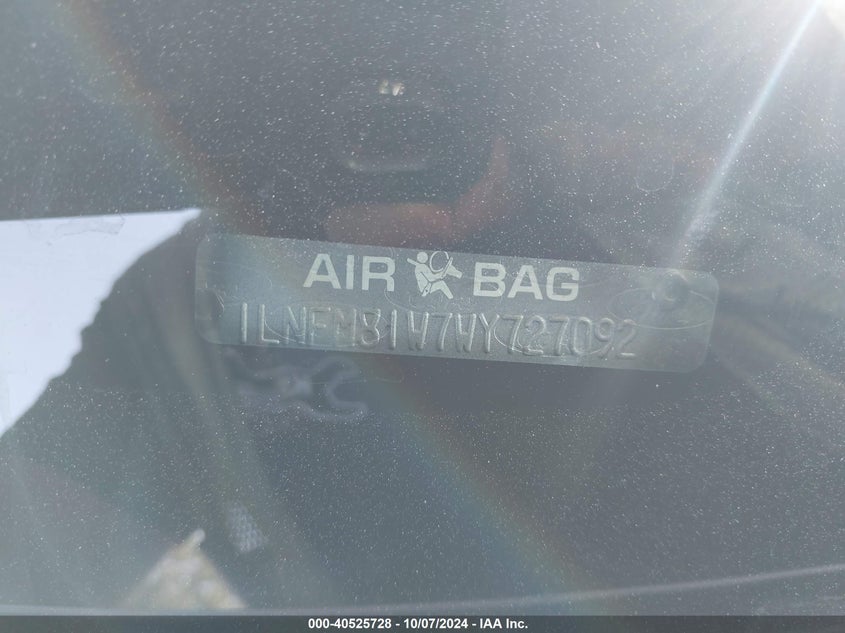 AIR BAG
1LNFM81W7WY727092
000-40525728 - 10/07/2024 - IAA Inc.